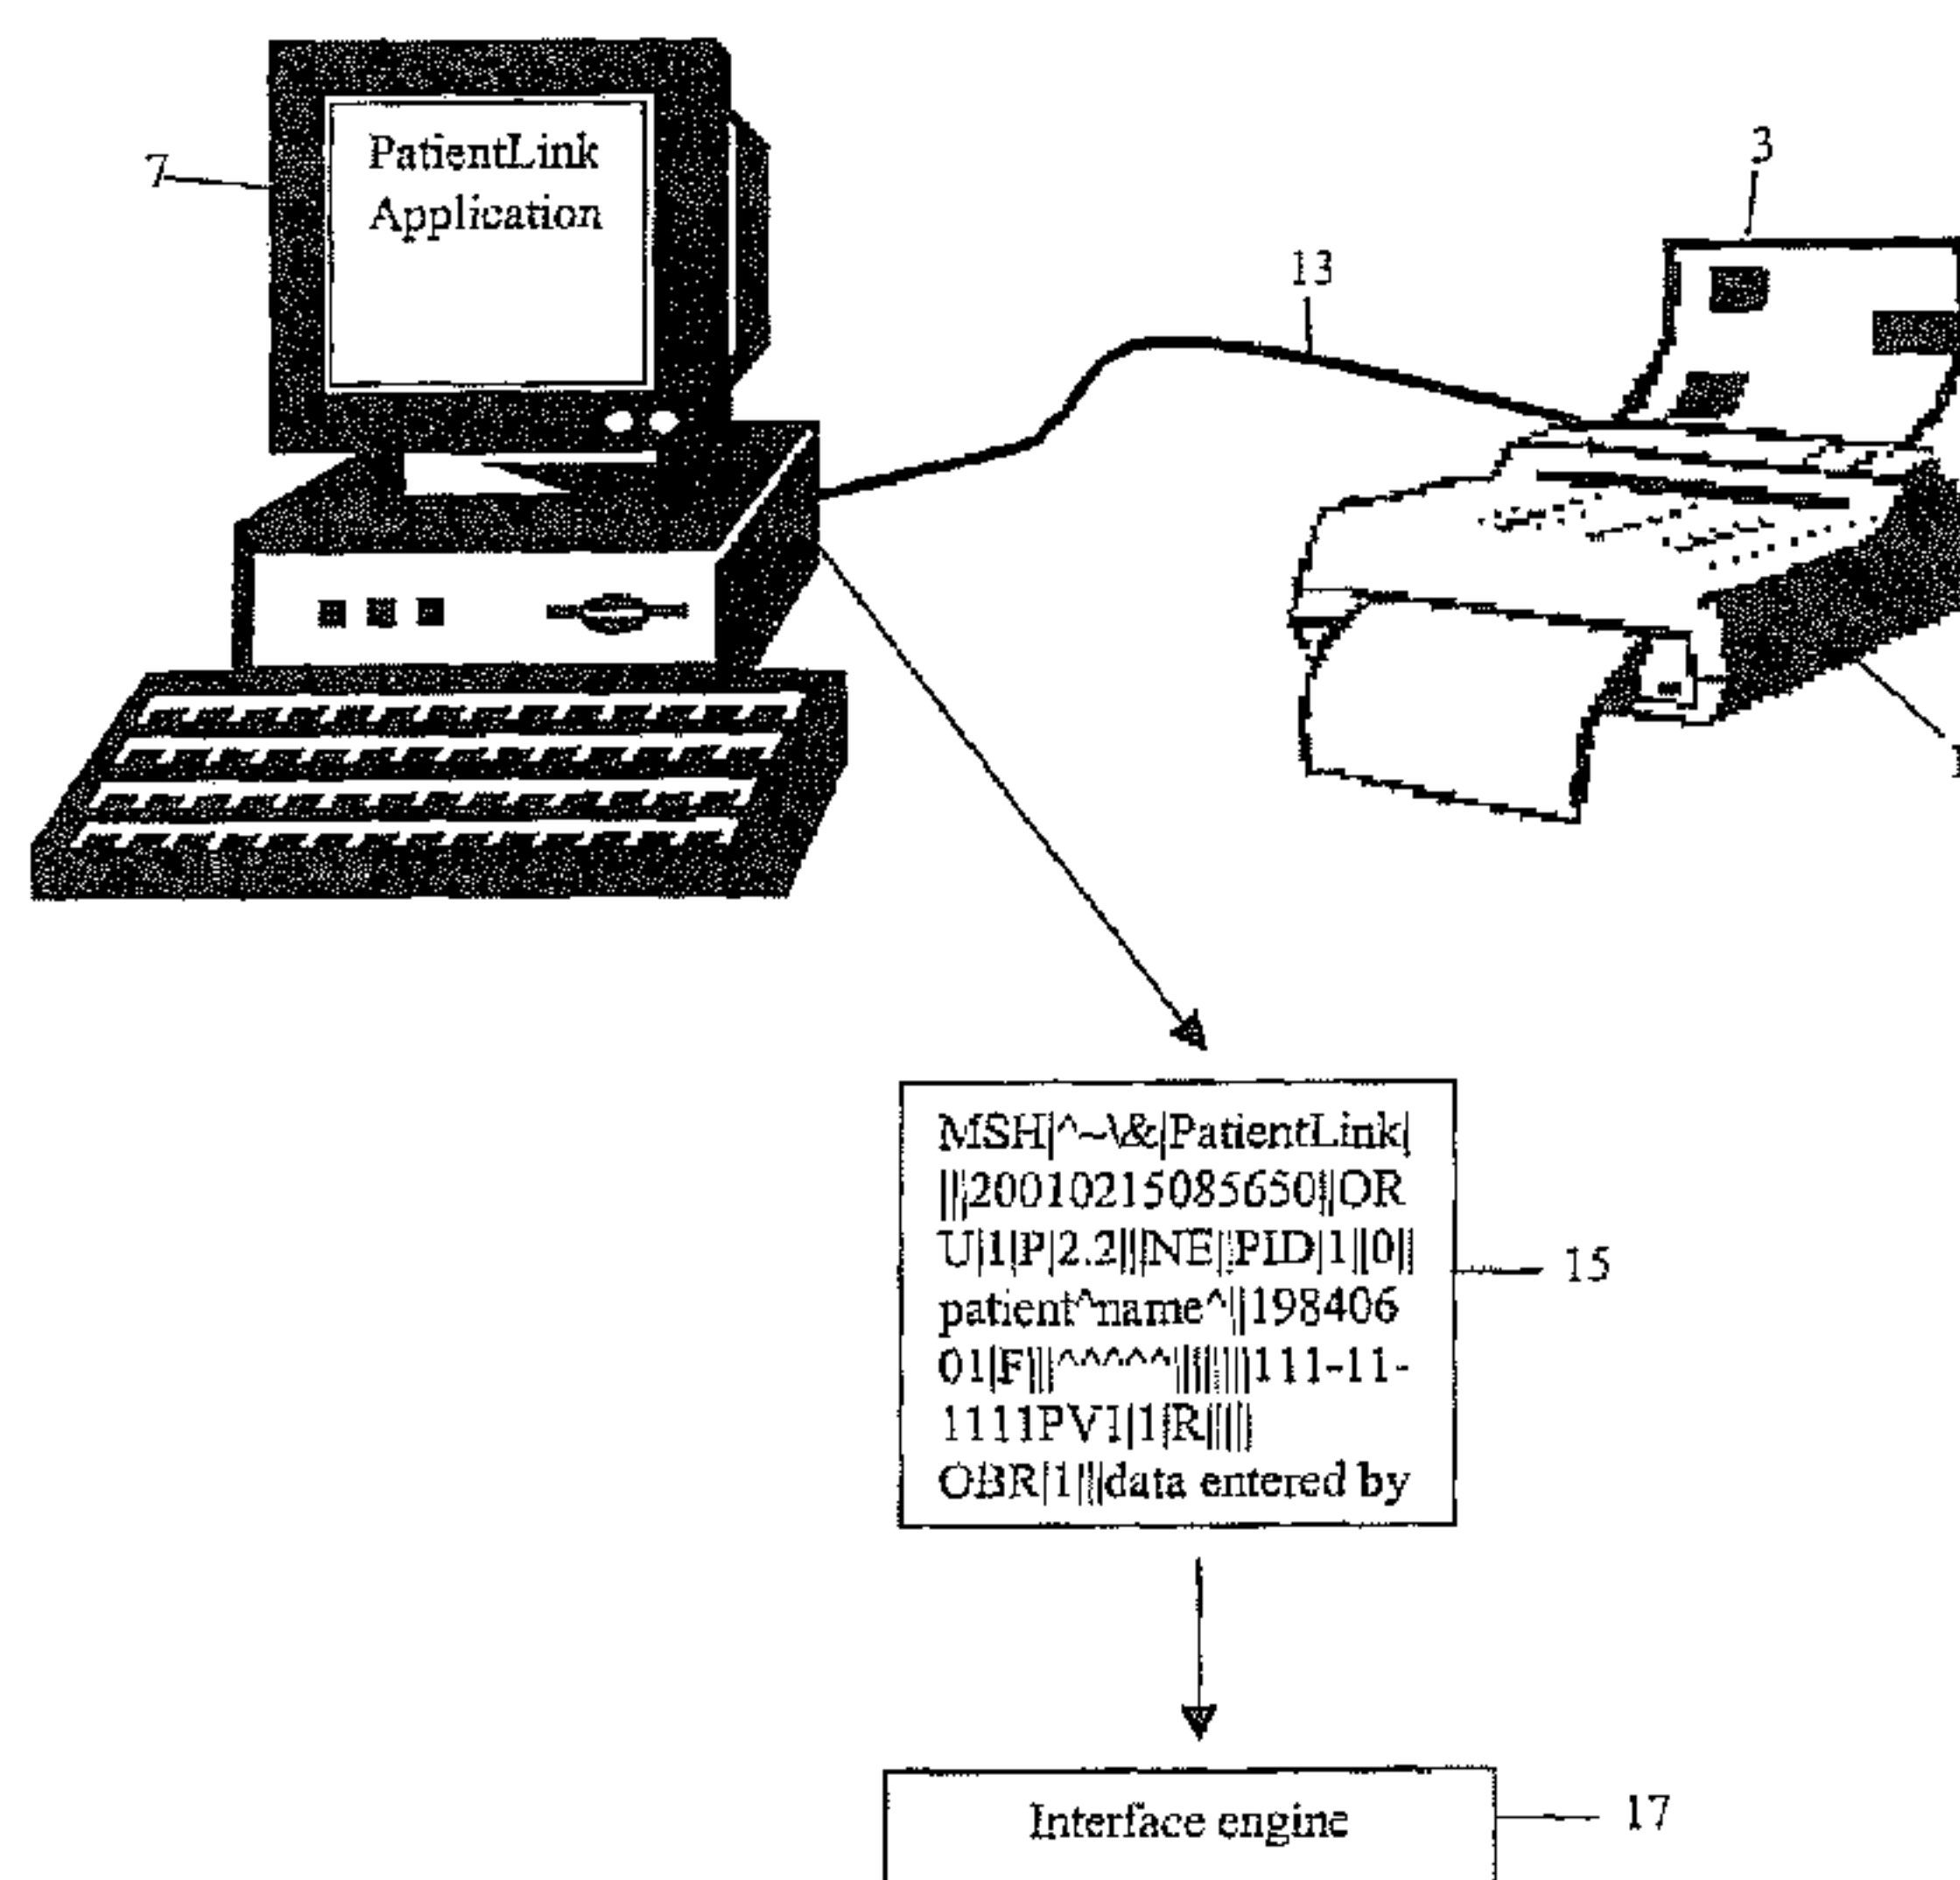 PatientLink
Application
7
3
13
MSH|^~\&|PatientLink|
|||20010215085650||OR
U|1|P|2.2|||NE||PID|1||0||
patient^name^||198406
01|F|||^^^^^||||||||111-11-
1111PV1|1|R|||||
OBR|1|||data entered by
15
Interface engine
17